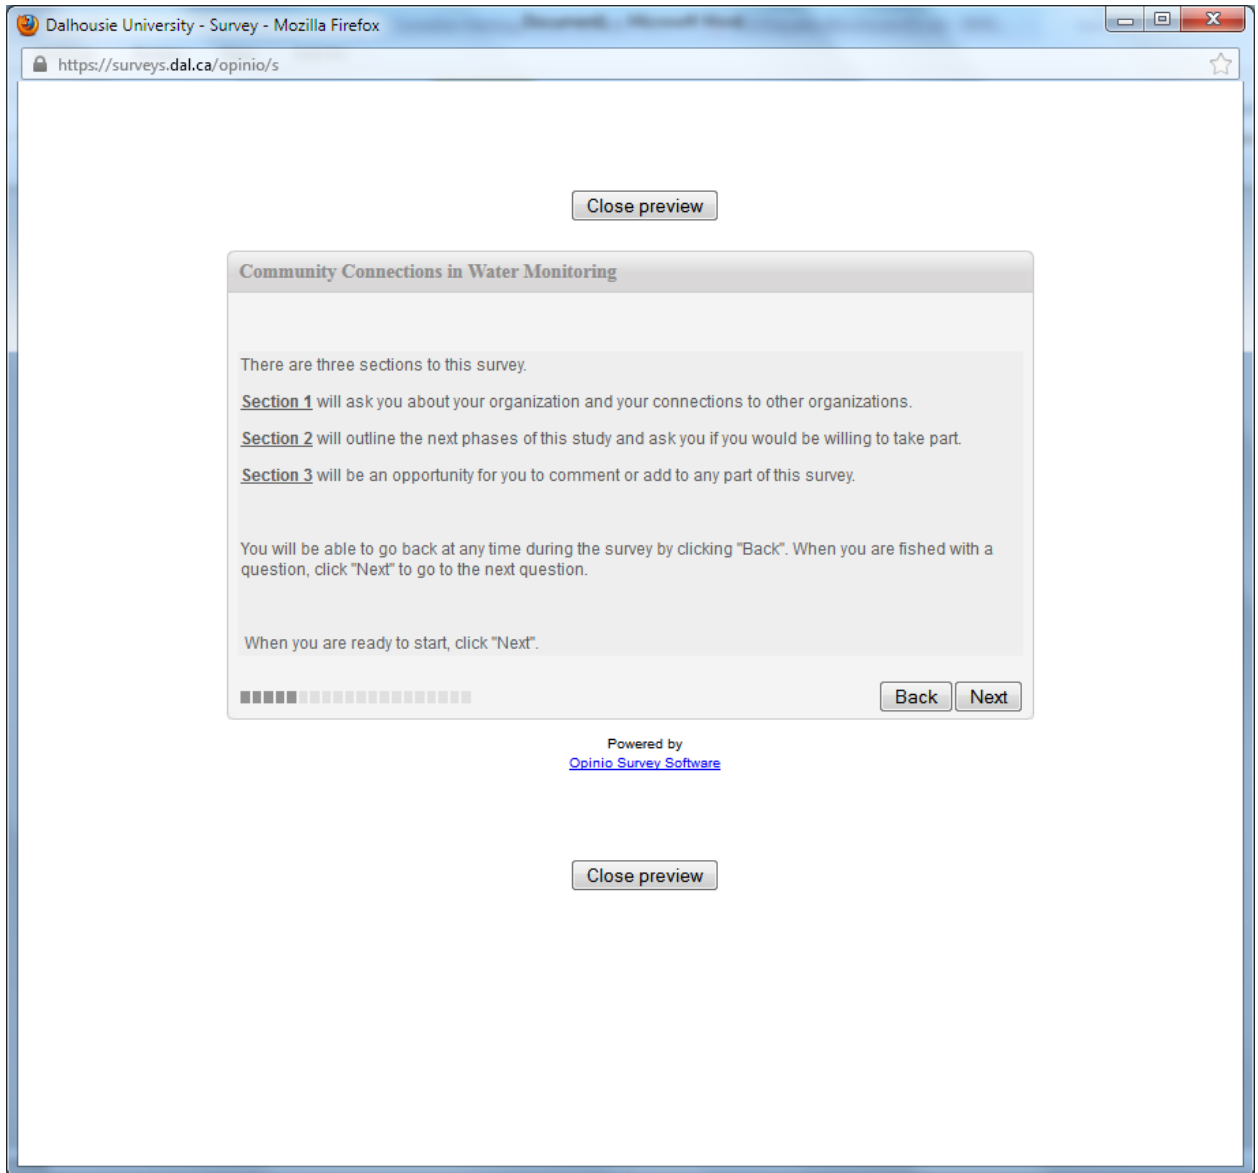 Dalhousie University - Survey - Mozilla Firefox
https://surveys.dal.ca/opinio/s
Close preview
Community Connections in Water Monitoring
There are three sections to this survey.
Section 1 will ask you about your organization and your connections to other organizations.
Section 2 will outline the next phases of this study and ask you if you would be willing to take part.
Section 3 will be an opportunity for you to comment or add to any part of this survey.
You will be able to go back at any time during the survey by clicking "Back". When you are fished with a
question, click "Next" to go to the next question.
When you are ready to start, click "Next".
Back Next
Powered by
Opinio Survey Software
Close preview